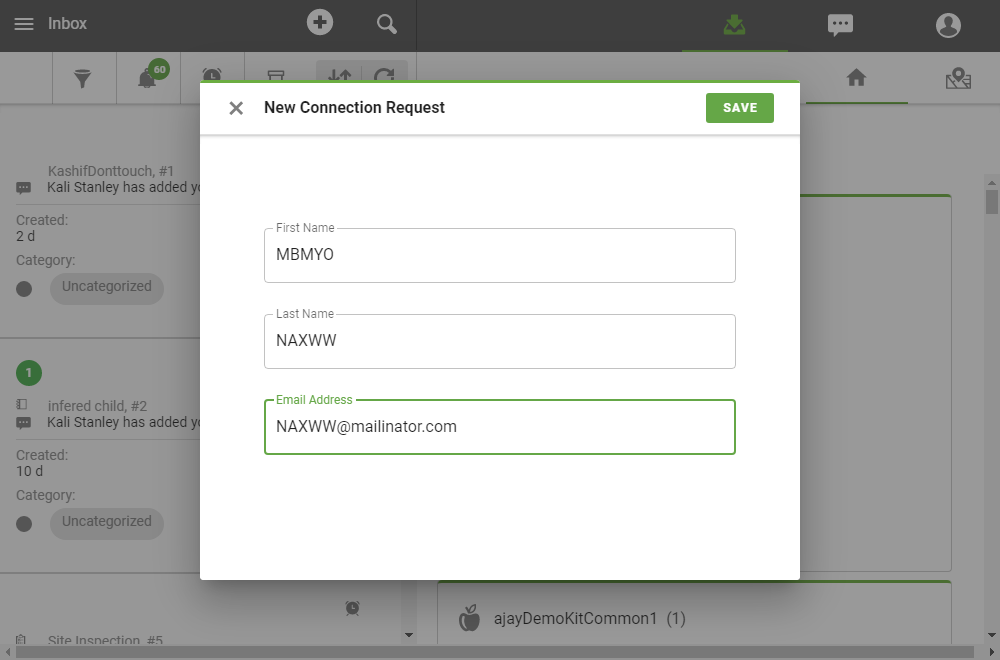 Inbox
60
New Connection Request
SAVE
KashifDonttouch, #1
Kali Stanley has added
Created:
2 d
Category:
Uncategorized
1
infered child, #2
Kali Stanley has added
Created:
10 d
Category:
Uncategorized
Site Inspection, #5
First Name
MBMYO
Last Name
NAXWW
Email Address
NAXWW@mailinator.com
ajayDemoKitCommon1 (1)